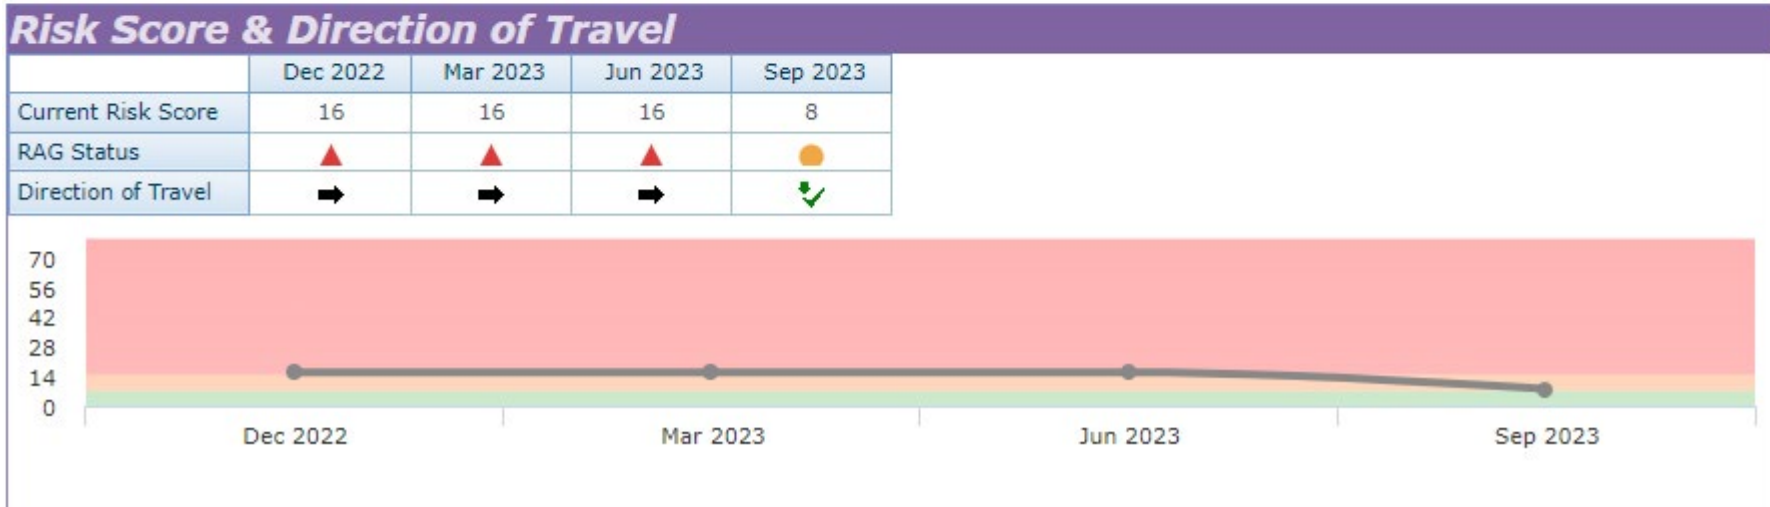 Risk Score & Direction of Travel
Dec 2022 Mar 2023 Jun 2023 Sep 2023
Current Risk Score 16 16 16 8
RAG Status
Direction of Travel
70
56
42
28
14
0
Dec 2022 Mar 2023 Jun 2023 Sep 2023